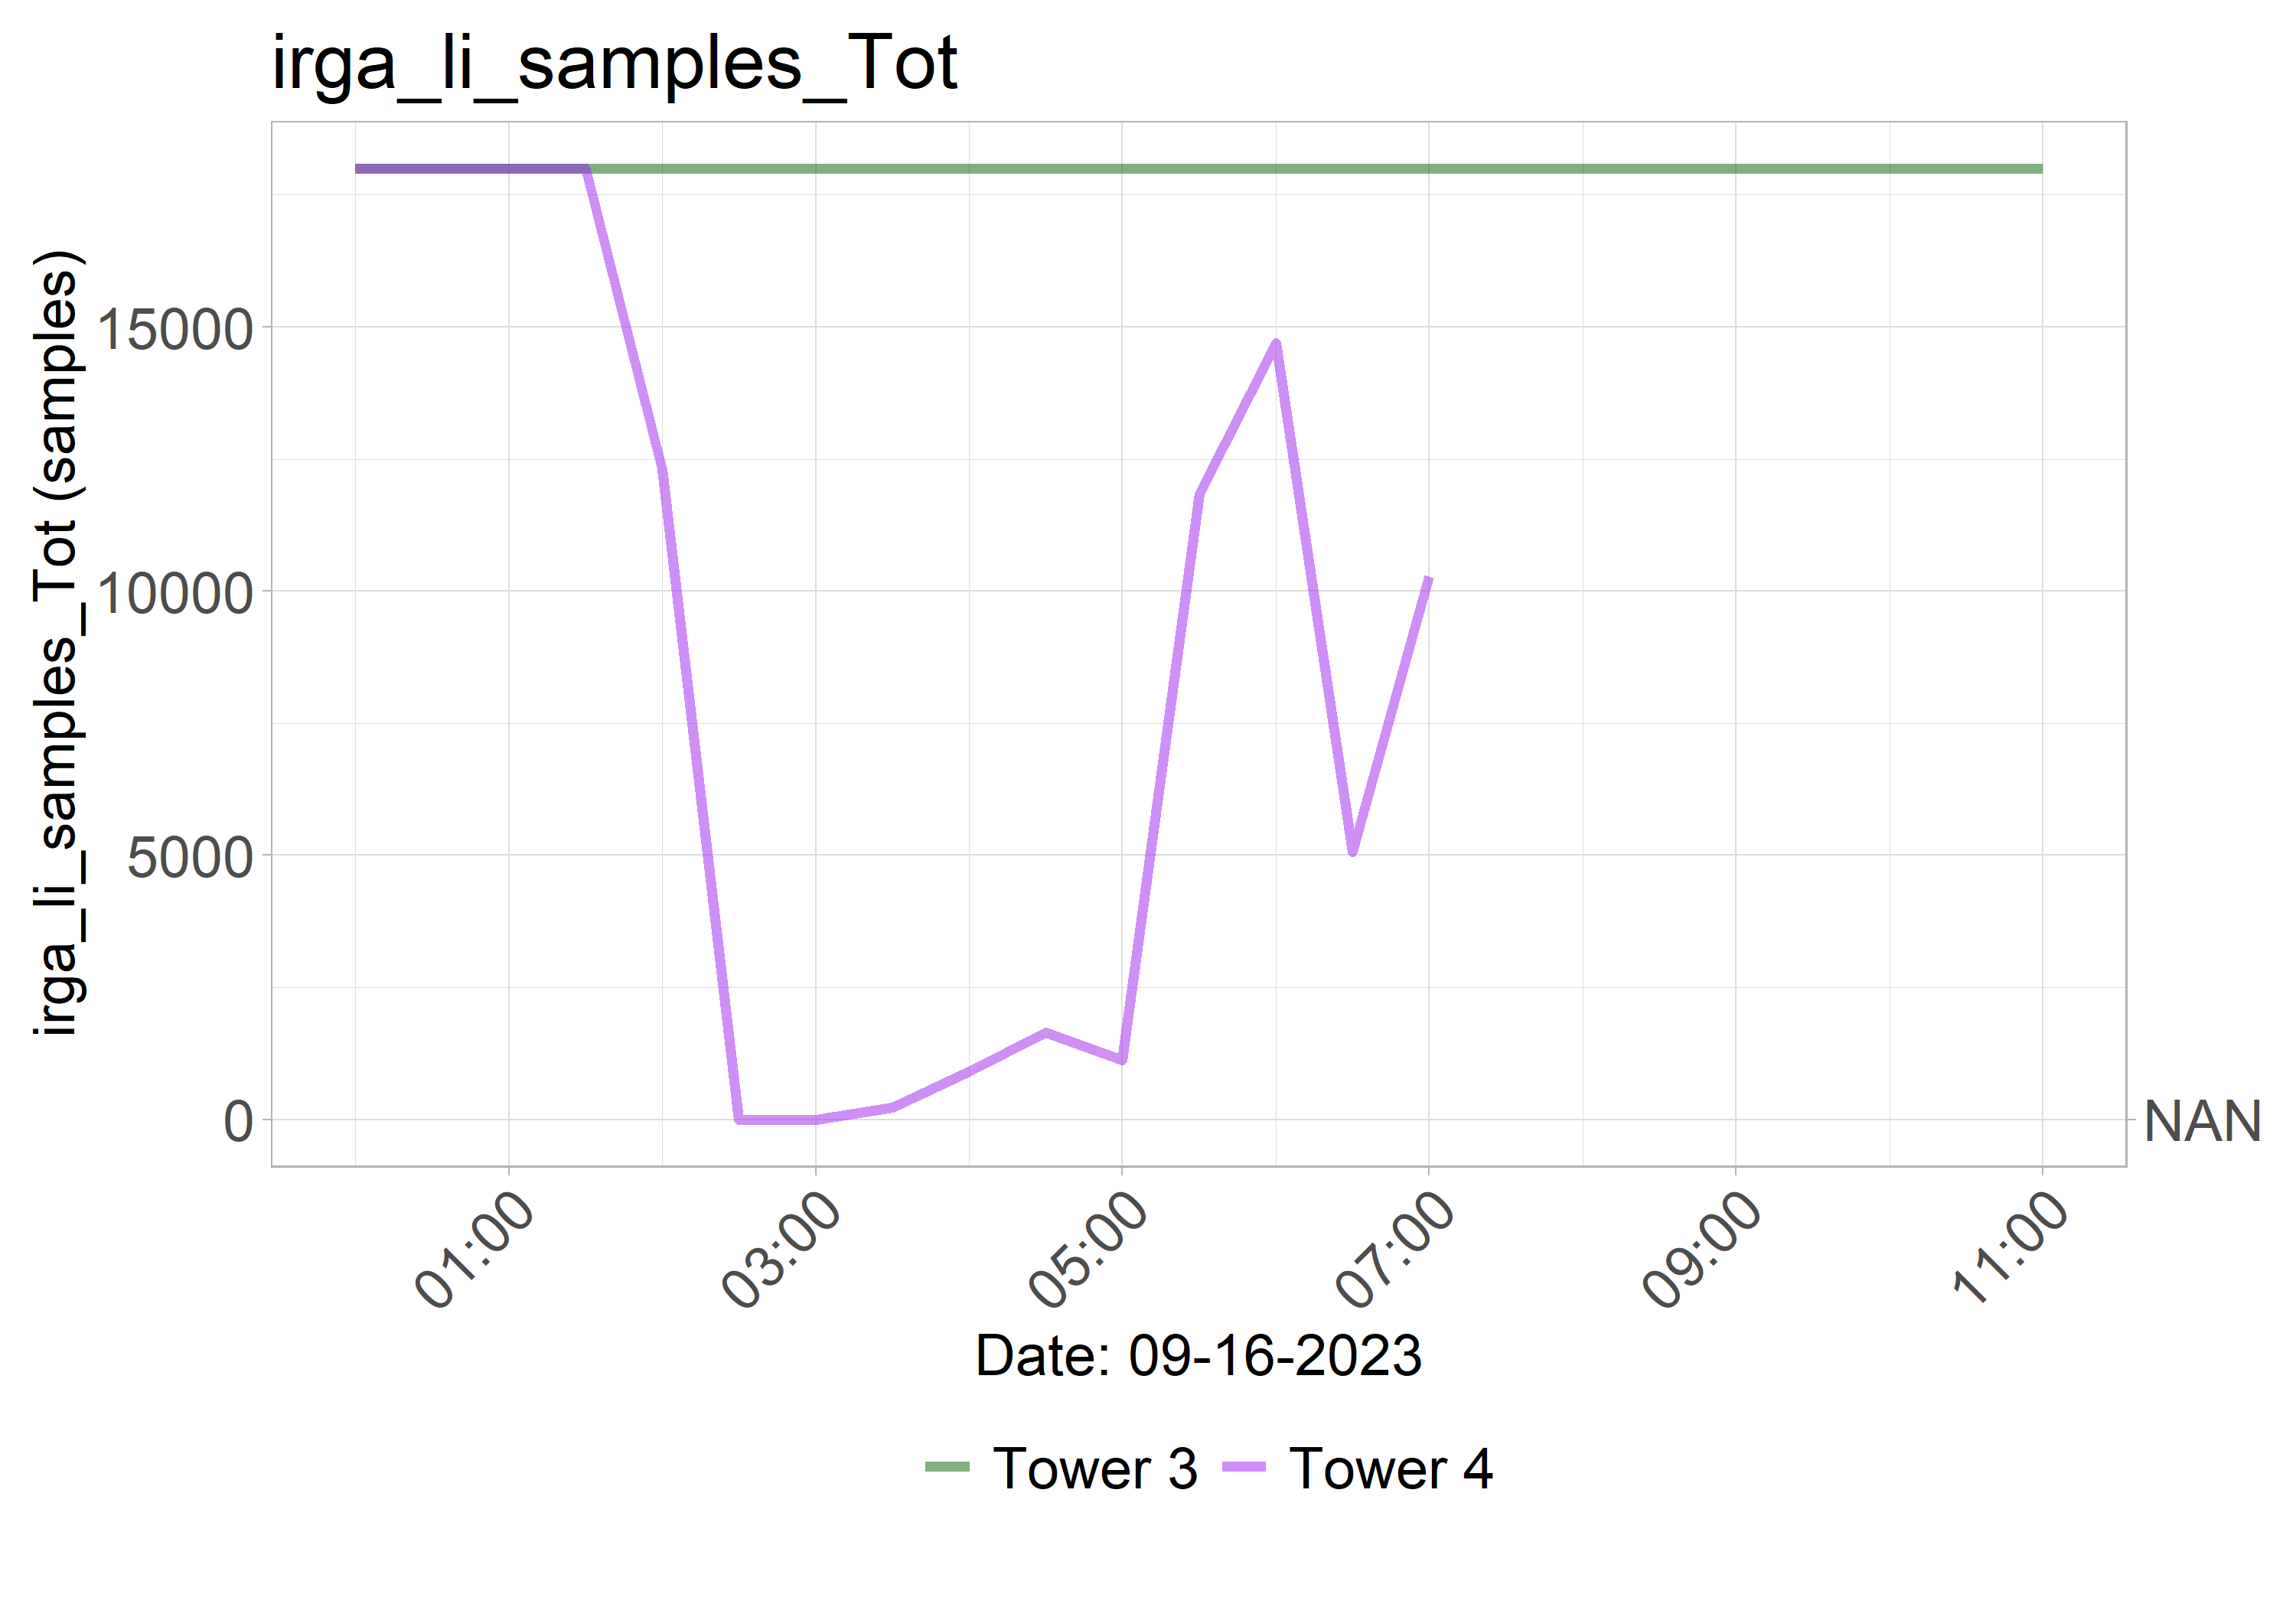 irga_li_samples_Tot
irga_li_samples_Tot (samples)
15000
10000
5000
0
NAN
01:00
03:00
05:00
07:00
09:00
11:00
Date: 09-16-2023
Tower 3
Tower 4